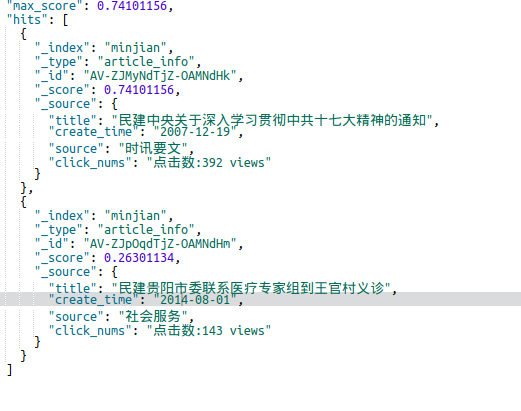 "max_score": 0.74101156,
"hits": [
{
"_index": "minjian",
"_type": "article_info",
"_id": "AV-ZJMyNdTjZ-OAMNdHk",
"_score": 0.74101156,
"_source": {
"title": "民建中央关于深入学习贯彻中共十七大精神的通知",
"create_time": "2007-12-19",
"source": "时讯要文",
"click_nums": "点击数:392 views"
}
},
{
"_index": "minjian",
"_type": "article_info",
"_id": "AV-ZJpOqdTjZ-OAMNdHm",
"_score": 0.26301134,
"_source": {
"title": "民建贵阳市委联系医疗专家组到王官村义诊",
"create_time": "2014-08-01",
"source": "社会服务",
"click_nums": "点击数:143 views"
}
}
]